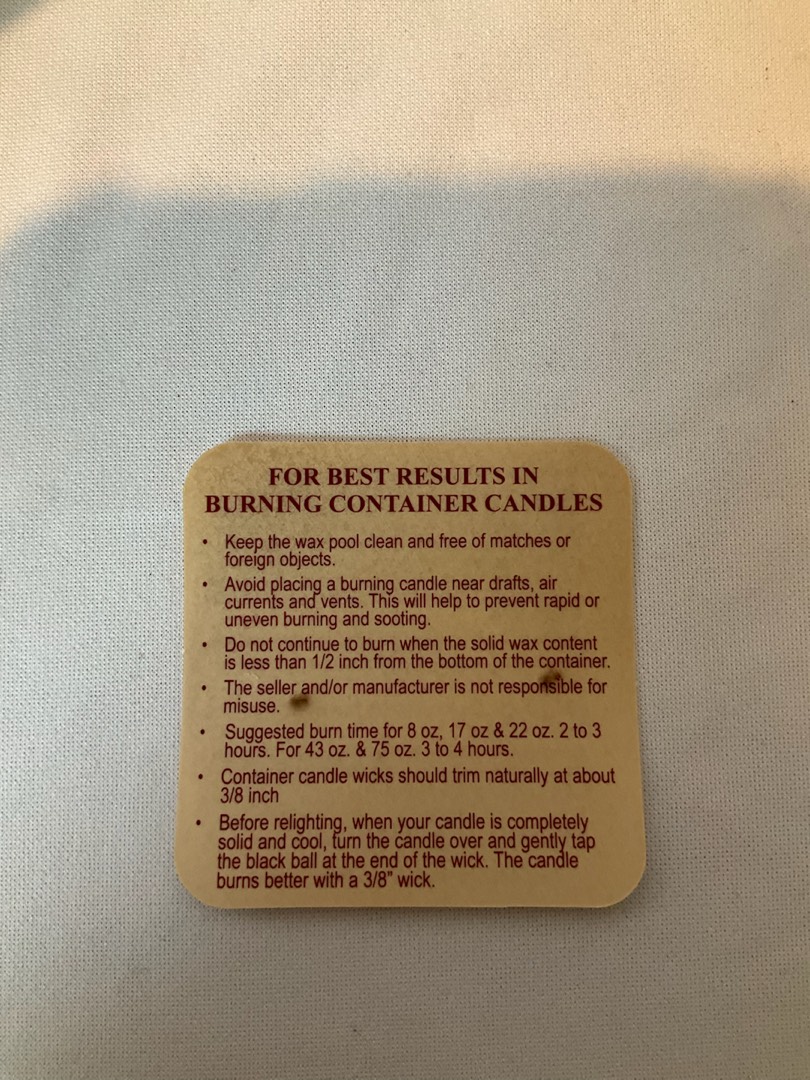 FOR BEST RESULTS IN
BURNING CONTAINER CANDLES
• Keep the wax pool clean and free of matches or
foreign objects.
• Avoid placing a burning candle near drafts, air
currents and vents. This will help to prevent rapid or
uneven burning and sooting.
• Do not continue to burn when the solid wax content
is less than 1/2 inch from the bottom of the container.
• The seller and/or manufacturer is not responsible for
misuse.
• Suggested burn time for 8 oz, 17 oz & 22 oz. 2 to 3
hours. For 43 oz. & 75 oz. 3 to 4 hours.
• Container candle wicks should trim naturally at about
3/8 inch
• Before relighting, when your candle is completely
solid and cool, turn the candle over and gently tap
the black ball at the end of the wick. The candle
burns better with a 3/8” wick.